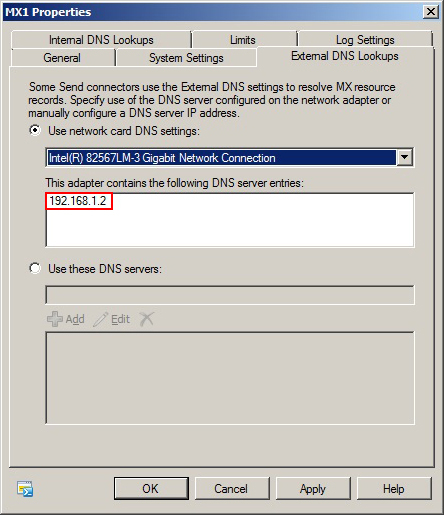 MX1 Properties
Internal DNS Lookups
Limits
Log Settings
General
System Settings
External DNS Lookups
Some Send connectors use the External DNS settings to resolve MX resource
records. Specify use of the DNS server configured on the network adapter or
manually configure a DNS server IP address.
Use network card DNS settings:
Intel(R) 82567LM-3 Gigabit Network Connection
This adapter contains the following DNS server entries:
192.168.1.2
Use these DNS servers:
Add
Edit
OK
Cancel
Apply
Help